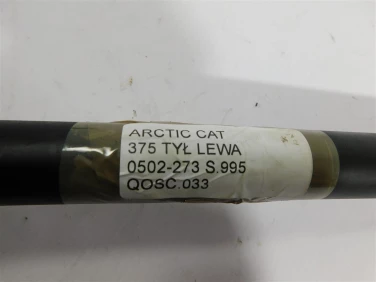 ARCTIC CAT
375 TYŁ LEWA
0502-273 S.995
QOSC.033